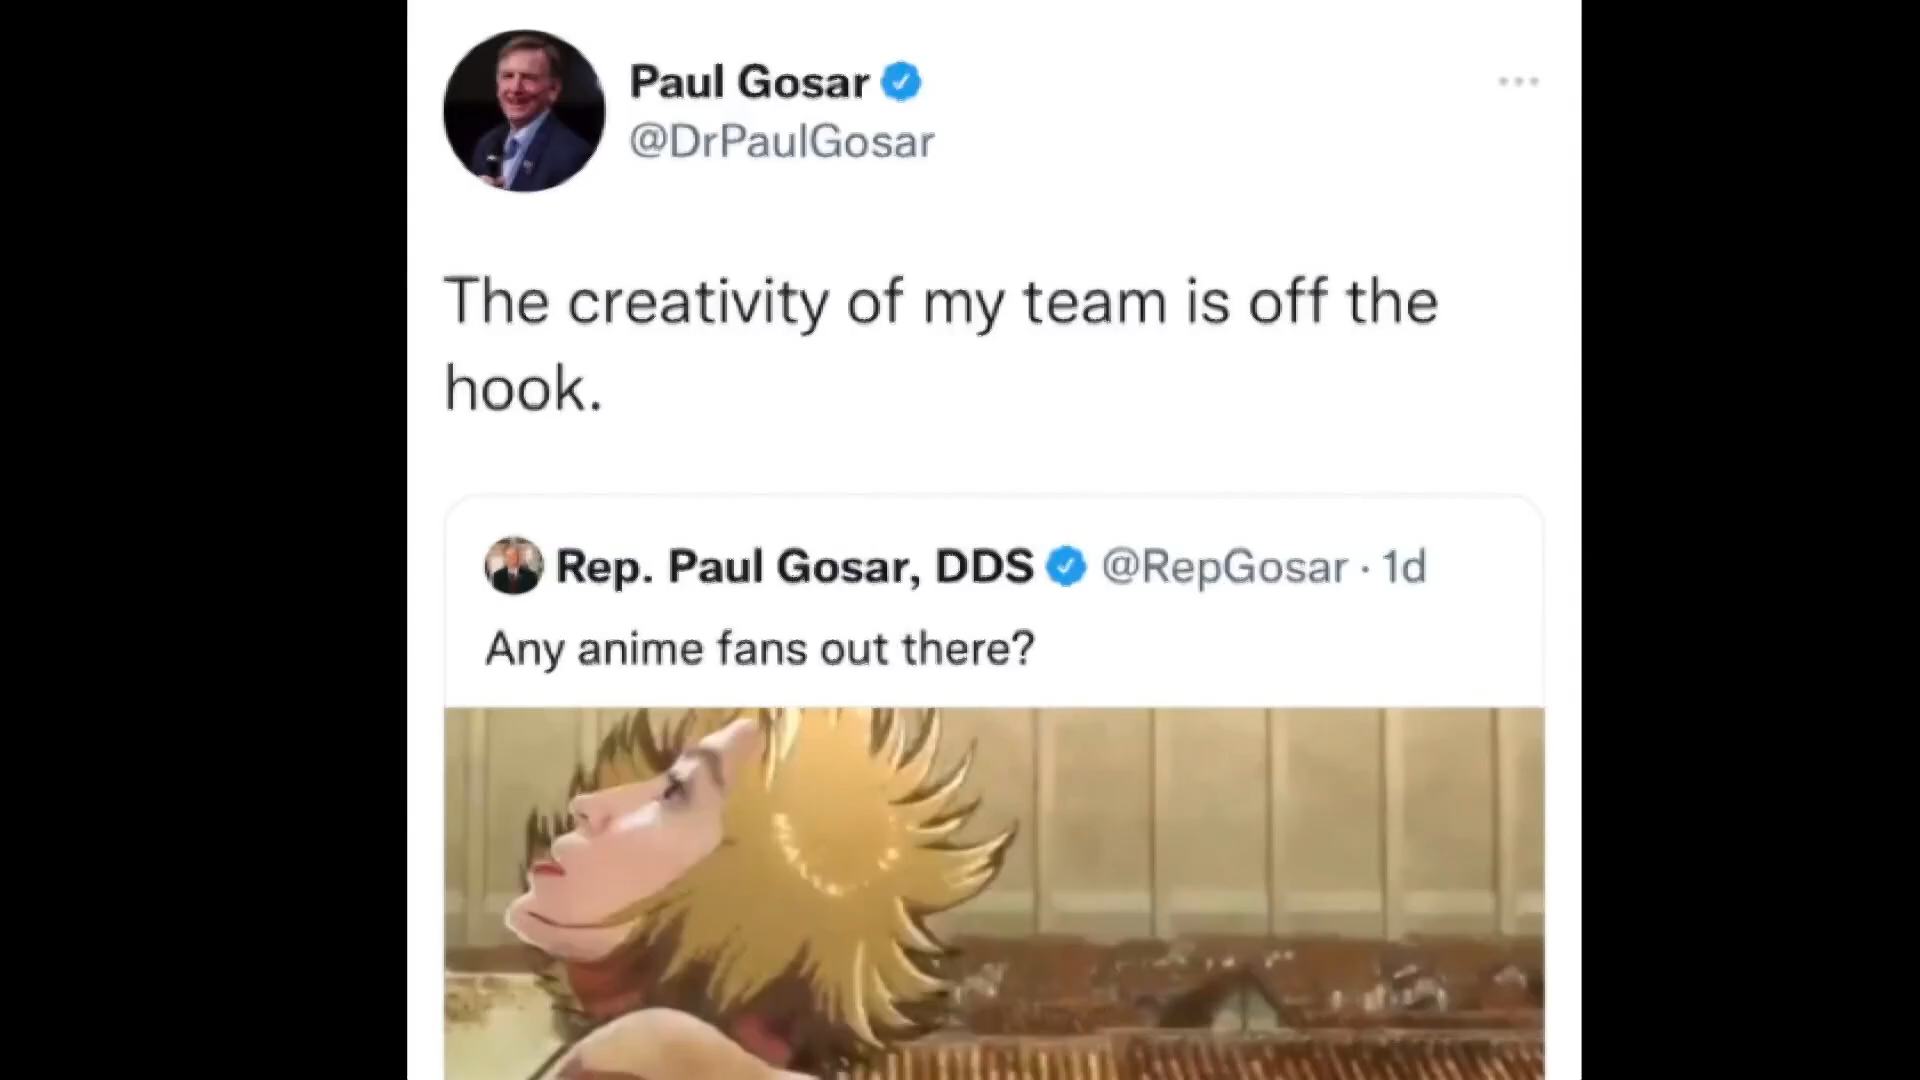 Paul Gosar
@DrPaulGosar
The creativity of my team is off the
hook.
Rep. Paul Gosar, DDS @RepGosar · 1d
Any anime fans out there?